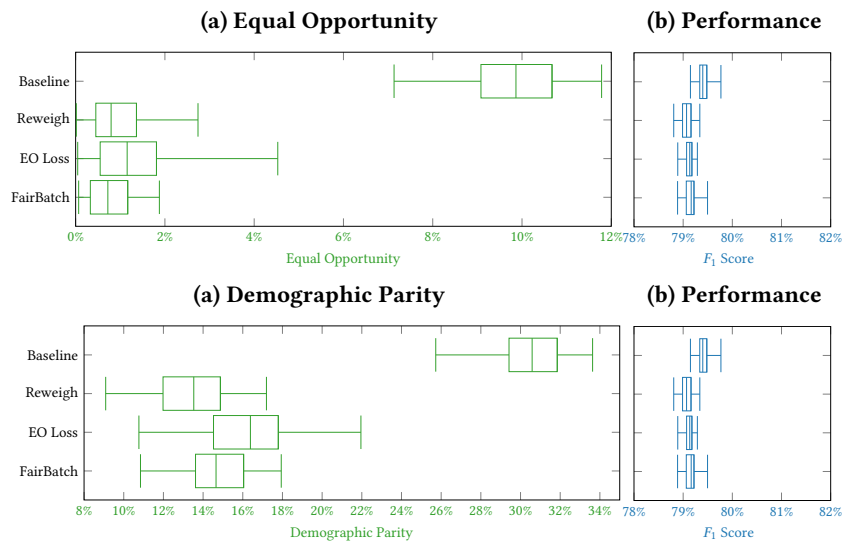 (a) Equal Opportunity
(b) Performance
Baseline
Reweigh
EO Loss
FairBatch
0% 2% 4% 6% 8% 10% 12%
Equal Opportunity
78% 79% 80% 81% 82%
F1 Score
(a) Demographic Parity
(b) Performance
Baseline
Reweigh
EO Loss
FairBatch
8% 10% 12% 14% 16% 18% 20% 22% 24% 26% 28% 30% 32% 34%
Demographic Parity
78% 79% 80% 81% 82%
F1 Score